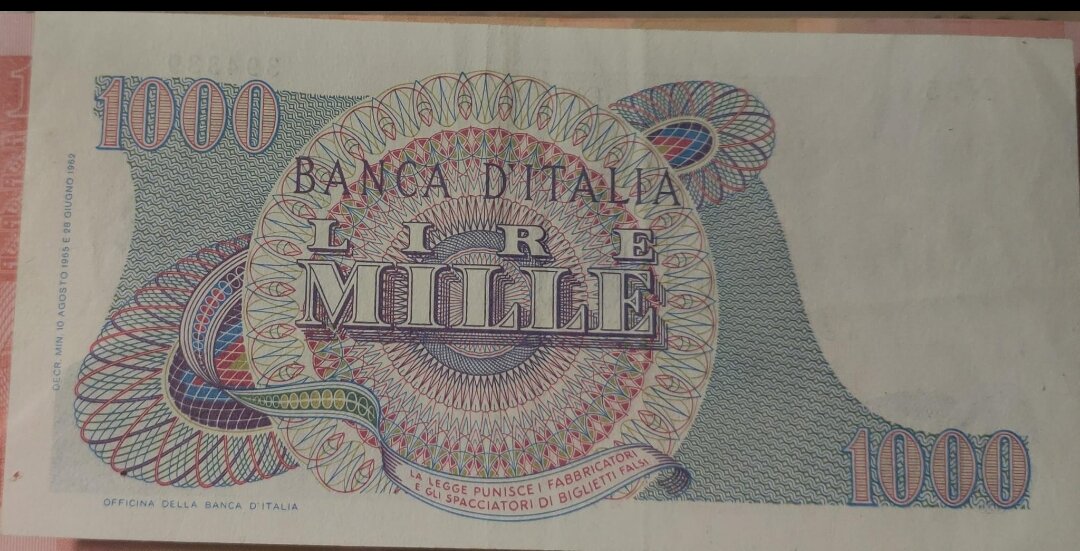 1000
BANCA D'ITALIA
LIRE
MILLE
DECR. MIN. 10 AGOSTO 1965 E 28 GIUGNO 1962
LA LEGGE PUNISCE I FABBRICATORI
E GLI SPACCIATORI DI BIGLIETTI FALSI
1000
OFFICINA DELLA BANCA D'ITALIA